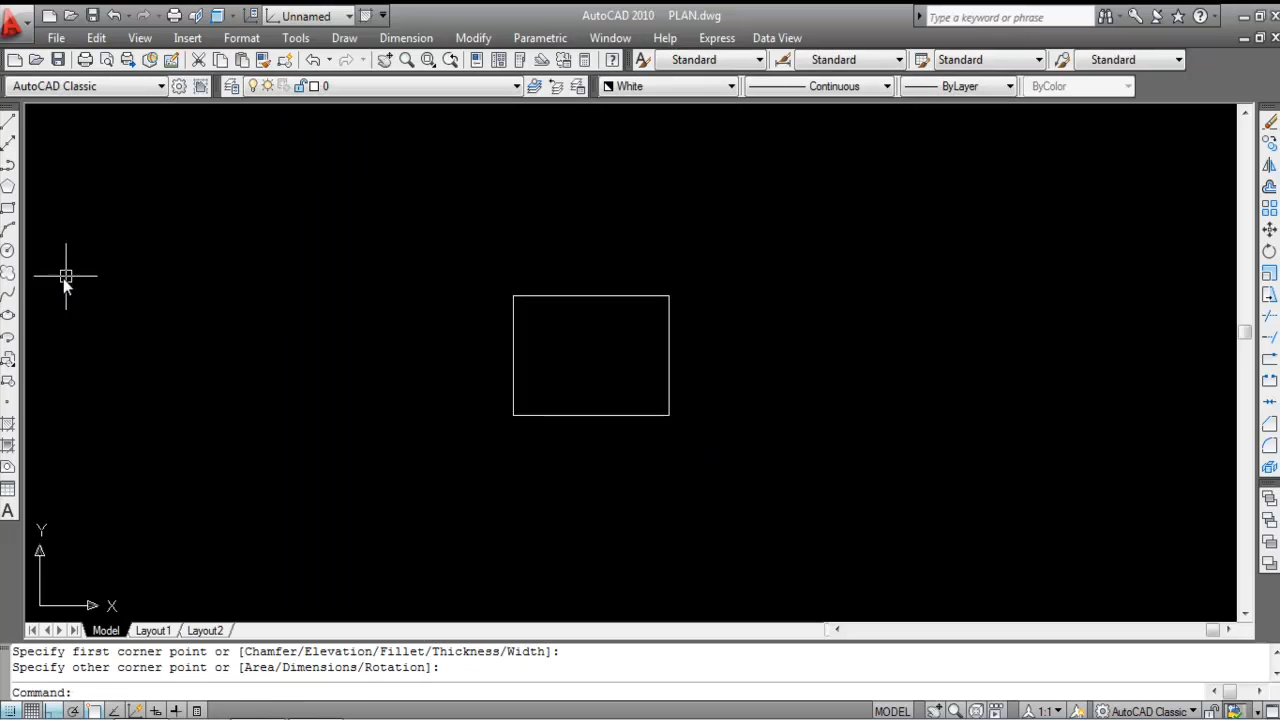 Unnamed AutoCAD 2010 PLAN.dwg Type a keyword or phrase
File Edit View Insert Format Tools Draw Dimension Modify Parametric Window Help Express Data View
Standard Standard Standard Standard
AutoCAD Classic 0 White Continuous ByLayer ByColor
Y
X
Model Layout1 Layout2
Specify first corner point or [Chamfer/Elevation/Fillet/Thickness/Width]:
Specify other corner point or [Area/Dimensions/Rotation]:
Command:
MODEL 1:1 AutoCAD Classic